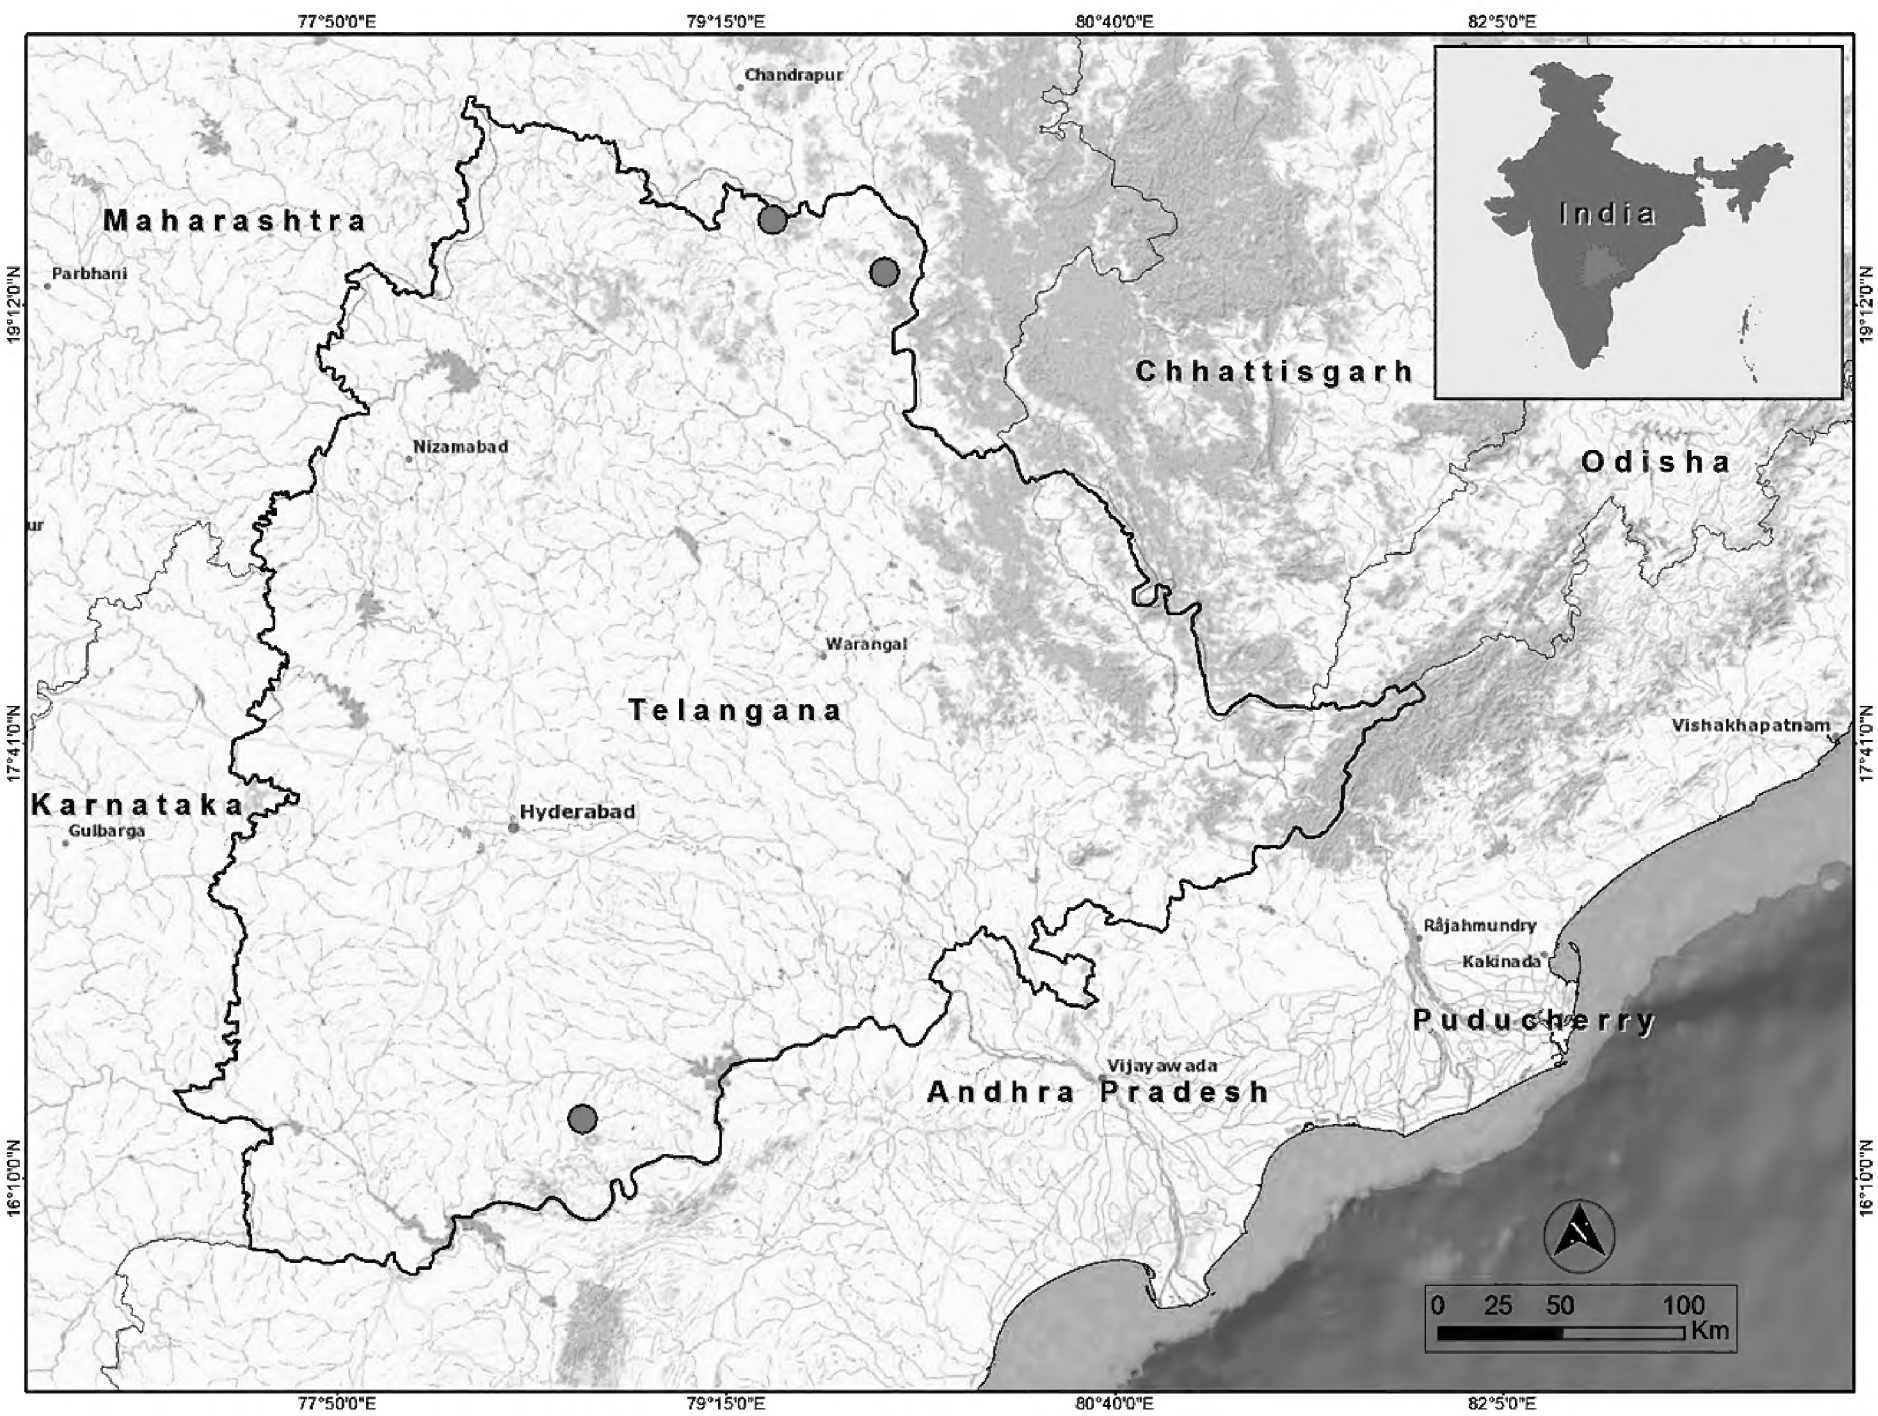 77°50'0"E 79°15'0"E 80°40'0"E 82°5'0"E
Chandrapur
India
Maharashtra
Parbhani
19°12'0"N 19°12'0"N
Chhattisgarh
Nizamabad
Odisha
ur
Warangal
Telangana
Vishakhapatnam
17°41'0"N 17°41'0"N
Karnataka
Hyderabad
Gulbarga
Råjahmundry
Kakinada
Puducherry
Vijayawada
Andhra Pradesh
16°10'0"N 16°10'0"N
0 25 50 100
Km
77°50'0"E 79°15'0"E 80°40'0"E 82°5'0"E